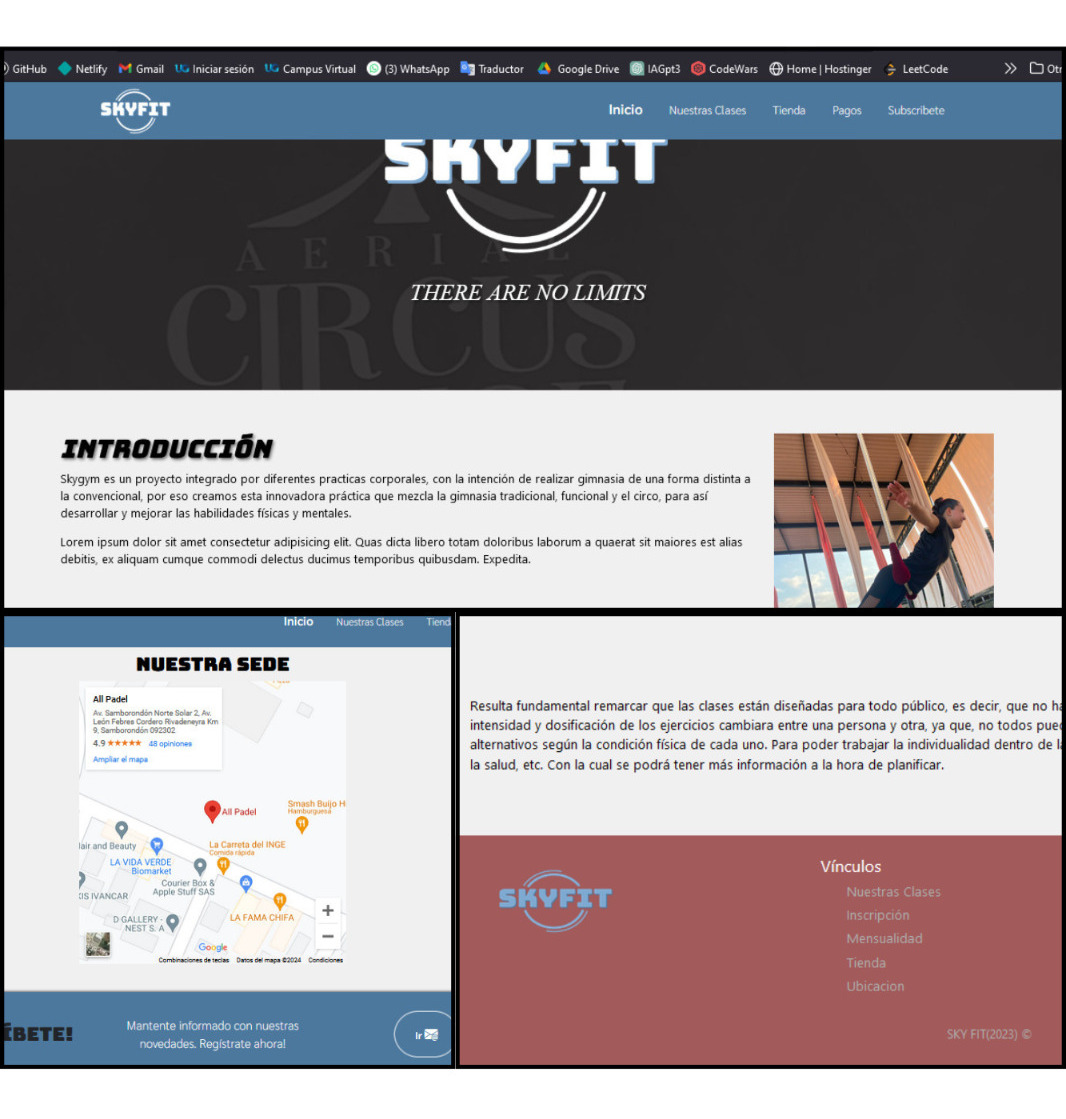 GitHub Netlify Gmail Iniciar sesión Campus Virtual (3) WhatsApp Traductor Google Drive IAGpt3 CodeWars Home | Hostinger LeetCode
SKYFIT Inicio Nuestras Clases Tienda Pagos Subscribete
SKYFIT
AERIAL
CIRCUS
THERE ARE NO LIMITS
INTRODUCCIÓN
Skygym es un proyecto integrado por diferentes practicas corporales, con la intención de realizar gimnasia de una forma distinta a
la convencional, por eso creamos esta innovadora práctica que mezcla la gimnasia tradicional, funcional y el circo, para así
desarrollar y mejorar las habilidades físicas y mentales.
Lorem ipsum dolor sit amet consectetur adipisicing elit. Quas dicta libero totam doloribus laborum a quaerat sit maiores est alias
debitis, ex aliquam cumque commodi delectus ducimus temporibus quibusdam. Expedita.
Inicio Nuestras Clases Tiend
NUESTRA SEDE
All Padel
Av. Samborondón Norte Solar 2, Av.
León Febres Cordero Rivadeneyra Km
9, Samborondón 092302
4.9 ★★★★★ 48 opiniones
Ampliar el mapa
All Padel
Smash Buijo H
Hamburguesa
Hair and Beauty
La Carreta del INGE
Comida rápida
LA VIDA VERDE
Biomarket
Courier Box &
Apple Stuff SAS
IS IVANCAR
D GALLERY -
NEST S. A
LA FAMA CHIFA
Google
Combinaciones de teclas Datos del mapa ©2024 Condiciones
ÍBETE!
Mantente informado con nuestras
novedades. Regístrate ahora!
Ir
Resulta fundamental remarcar que las clases están diseñadas para todo público, es decir, que no ha
intensidad y dosificación de los ejercicios cambiara entre una persona y otra, ya que, no todos pued
alternativos según la condición física de cada uno. Para poder trabajar la individualidad dentro de la
la salud, etc. Con la cual se podrá tener más información a la hora de planificar.
SKYFIT
Vínculos
Nuestras Clases
Inscripción
Mensualidad
Tienda
Ubicacion
SKY FIT(2023) ©